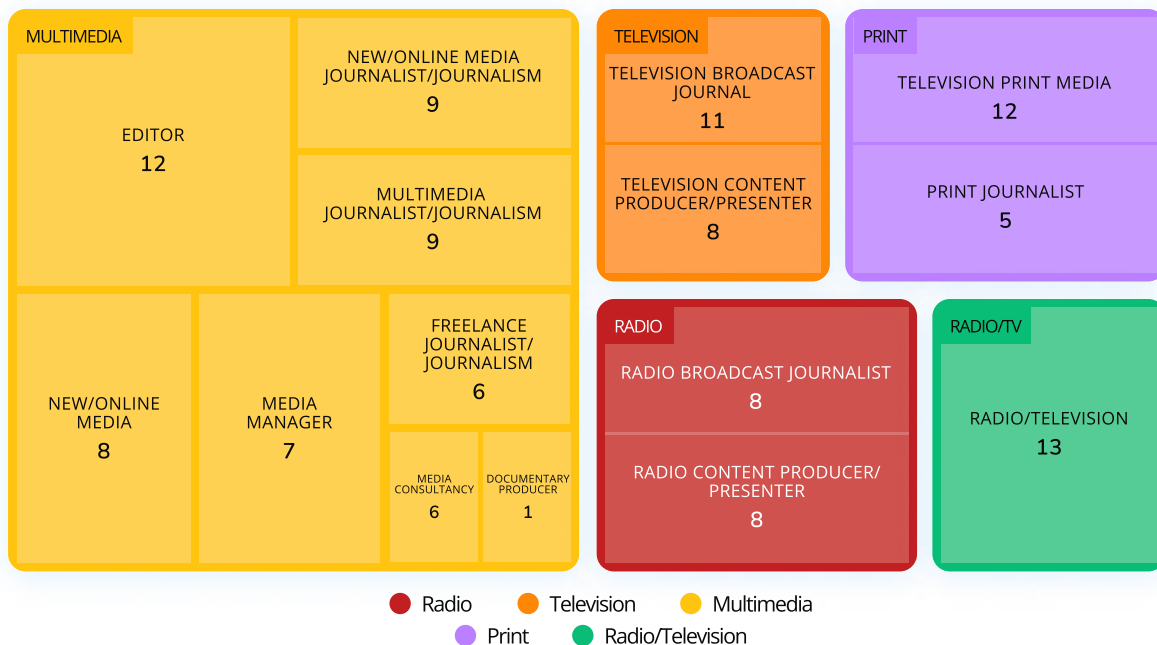 MULTIMEDIA
EDITOR
12
NEW/ONLINE MEDIA
JOURNALIST/JOURNALISM
9
MULTIMEDIA
JOURNALIST/JOURNALISM
9
NEW/ONLINE
MEDIA
8
MEDIA
MANAGER
7
FREELANCE
JOURNALIST/
JOURNALISM
6
MEDIA
CONSULTANCY
6
DOCUMENTARY
PRODUCER
1
TELEVISION
TELEVISION BROADCAST
JOURNAL
11
TELEVISION CONTENT
PRODUCER/PRESENTER
8
PRINT
TELEVISION PRINT MEDIA
12
PRINT JOURNALIST
5
RADIO
RADIO BROADCAST JOURNALIST
8
RADIO CONTENT PRODUCER/
PRESENTER
8
RADIO/TV
RADIO/TELEVISION
13
Radio
Television
Multimedia
Print
Radio/Television